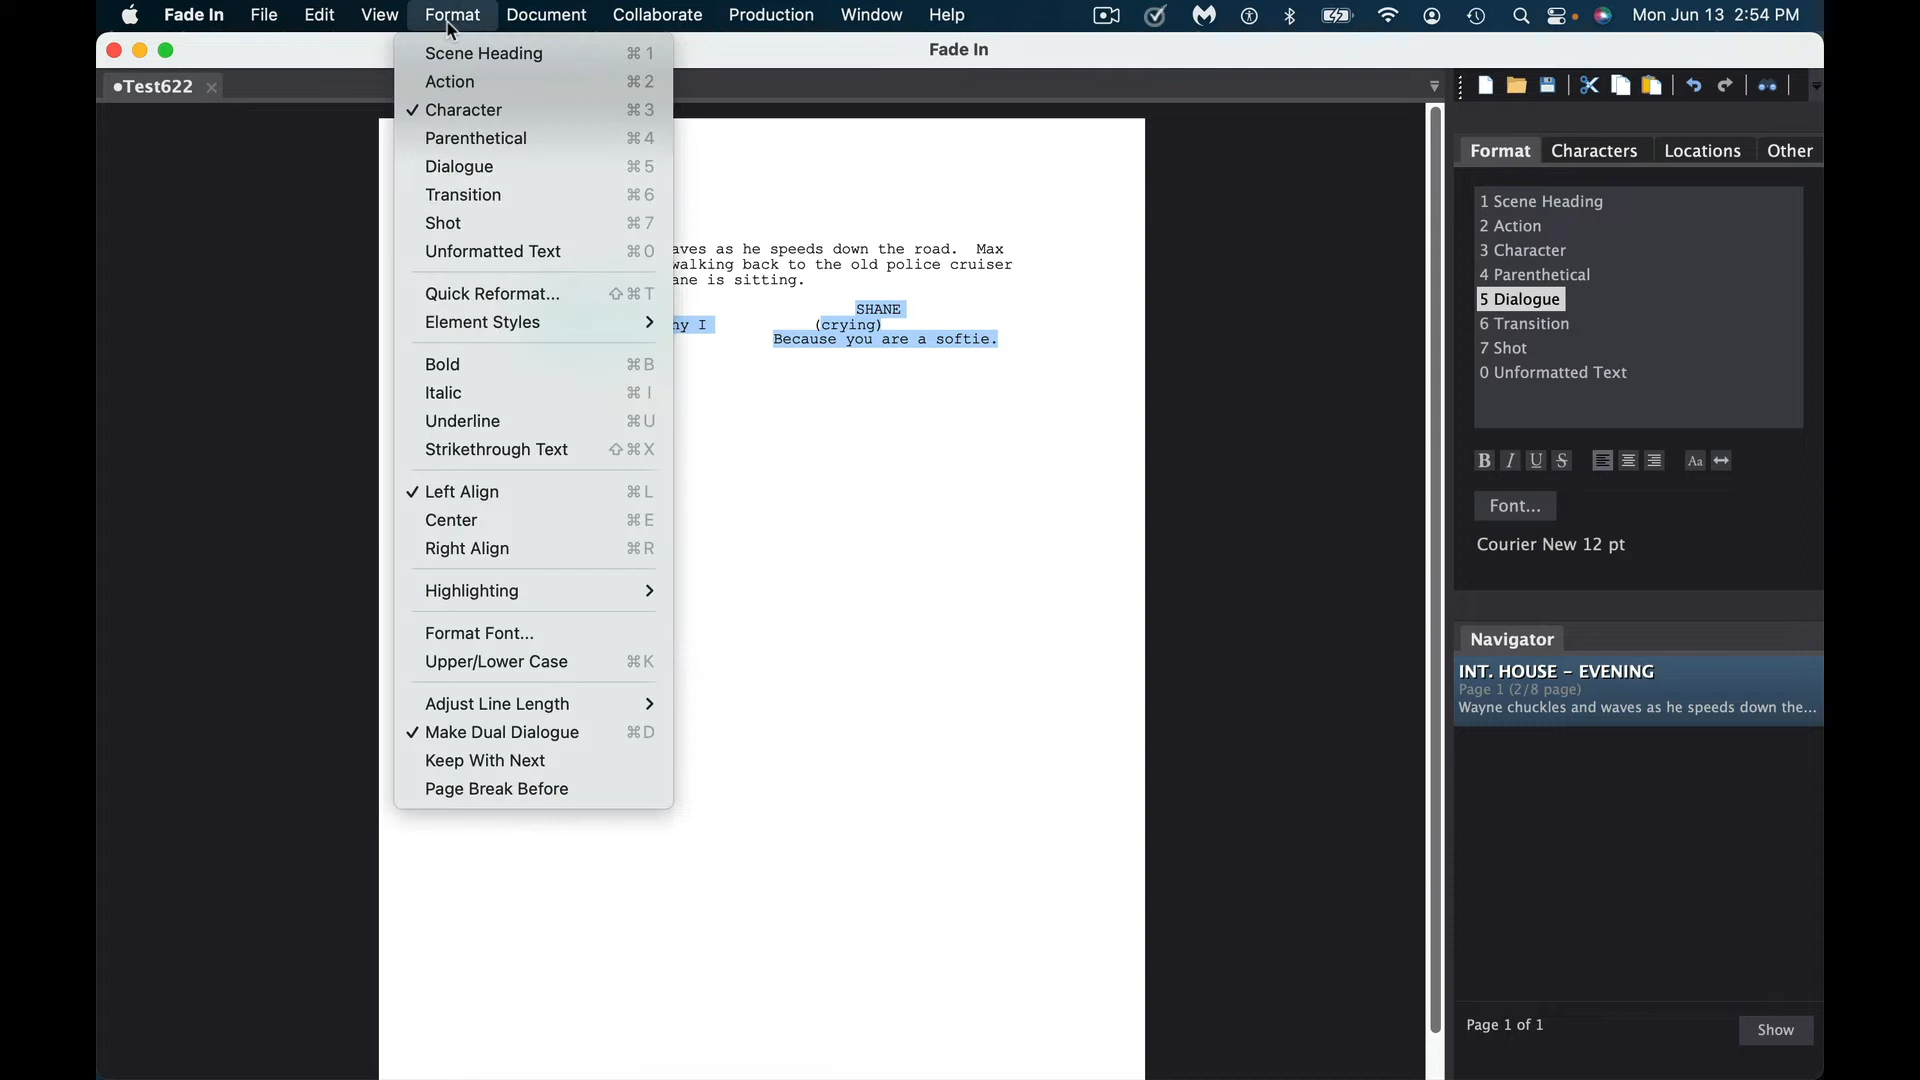 Fade In File Edit View Format Document Collaborate Production Window Help Mon Jun 13 2:54 PM
Fade In
•Test622
Scene Heading ⌘1
Action ⌘2
✓ Character ⌘3
Parenthetical ⌘4
Dialogue ⌘5
Transition ⌘6
Shot ⌘7
Unformatted Text ⌘0
Quick Reformat... ⇧⌘T
Element Styles
Bold ⌘B
Italic ⌘I
Underline ⌘U
Strikethrough Text ⇧⌘X
✓ Left Align ⌘L
Center ⌘E
Right Align ⌘R
Highlighting
Format Font...
Upper/Lower Case ⌘K
Adjust Line Length
✓ Make Dual Dialogue ⌘D
Keep With Next
Page Break Before
aves as he speeds down the road. Max
walking back to the old police cruiser
ane is sitting.
SHANE
hy I (crying)
Because you are a softie.
Format Characters Locations Other
1 Scene Heading
2 Action
3 Character
4 Parenthetical
5 Dialogue
6 Transition
7 Shot
0 Unformatted Text
B I U S Aa
Font...
Courier New 12 pt
Navigator
INT. HOUSE - EVENING
Page 1 (2/8 page)
Wayne chuckles and waves as he speeds down the...
Page 1 of 1
Show